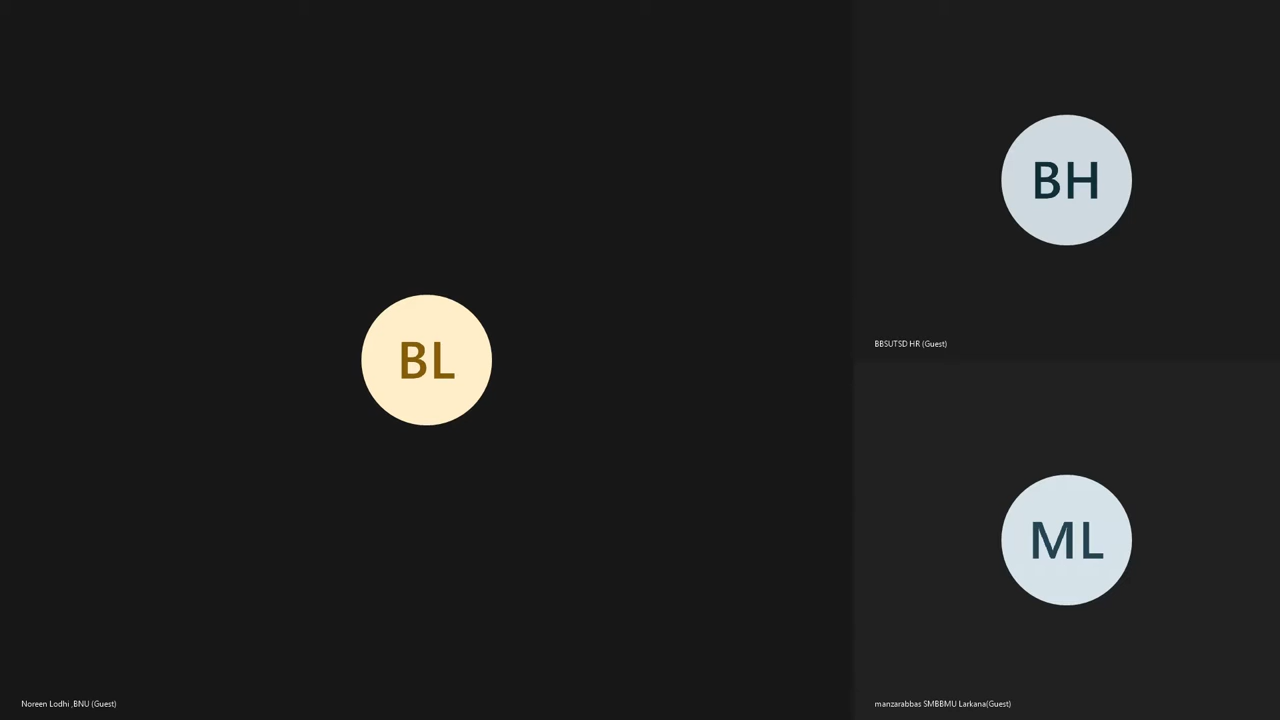 BL
Noreen Lodhi ,BNU (Guest)
BH
BBSUTSD HR (Guest)
ML
manzarabbas SMBBMU Larkana(Guest)